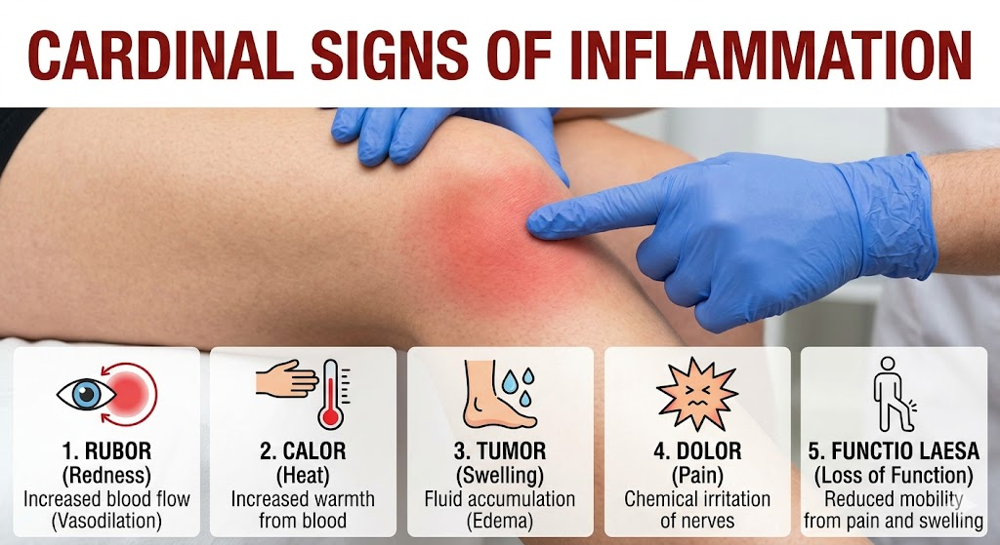 CARDINAL SIGNS OF INFLAMMATION
1. RUBOR
(Redness)
Increased blood flow
(Vasodilation)
2. CALOR
(Heat)
Increased warmth
from blood
3. TUMOR
(Swelling)
Fluid accumulation
(Edema)
4. DOLOR
(Pain)
Chemical irritation
of nerves
5. FUNCTIO LAESA
(Loss of Function)
Reduced mobility
from pain and swelling